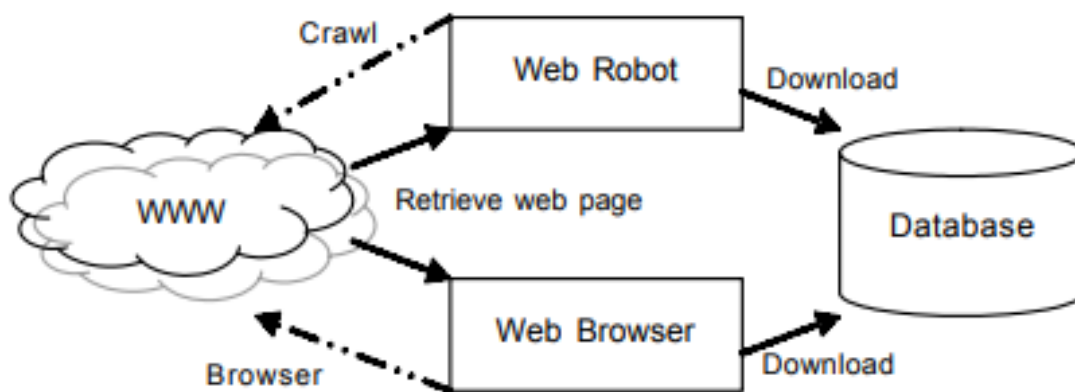 Crawl
Web Robot
Download
WWW
Retrieve web page
Database
Web Browser
Browser
Download